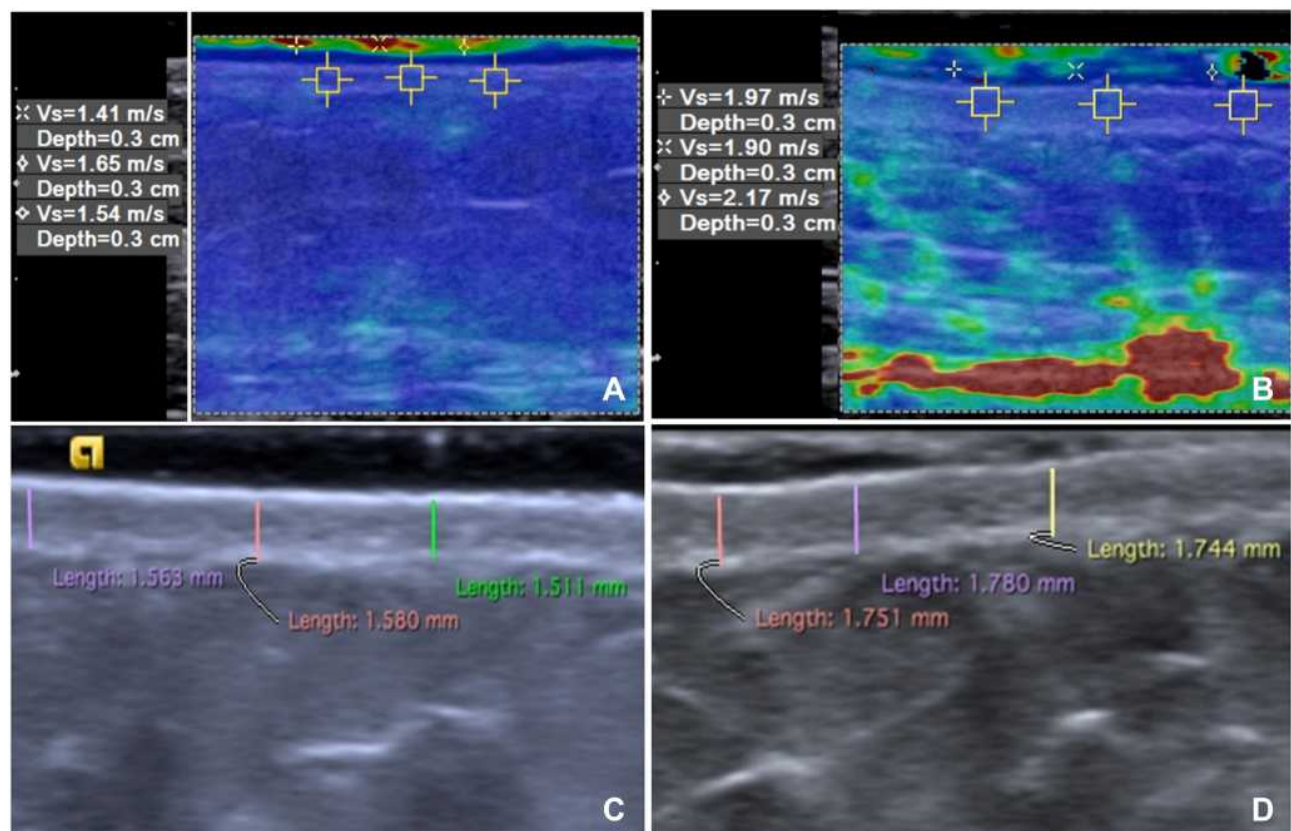 Vs=1.41 m/s
Depth=0.3 cm
Vs=1.65 m/s
Depth=0.3 cm
Vs=1.54 m/s
Depth=0.3 cm
A
Vs=1.97 m/s
Depth=0.3 cm
Vs=1.90 m/s
Depth=0.3 cm
Vs=2.17 m/s
Depth=0.3 cm
B
Length: 1.563 mm
Length: 1.511 mm
Length: 1.580 mm
C
Length: 1.744 mm
Length: 1.780 mm
Length: 1.751 mm
D